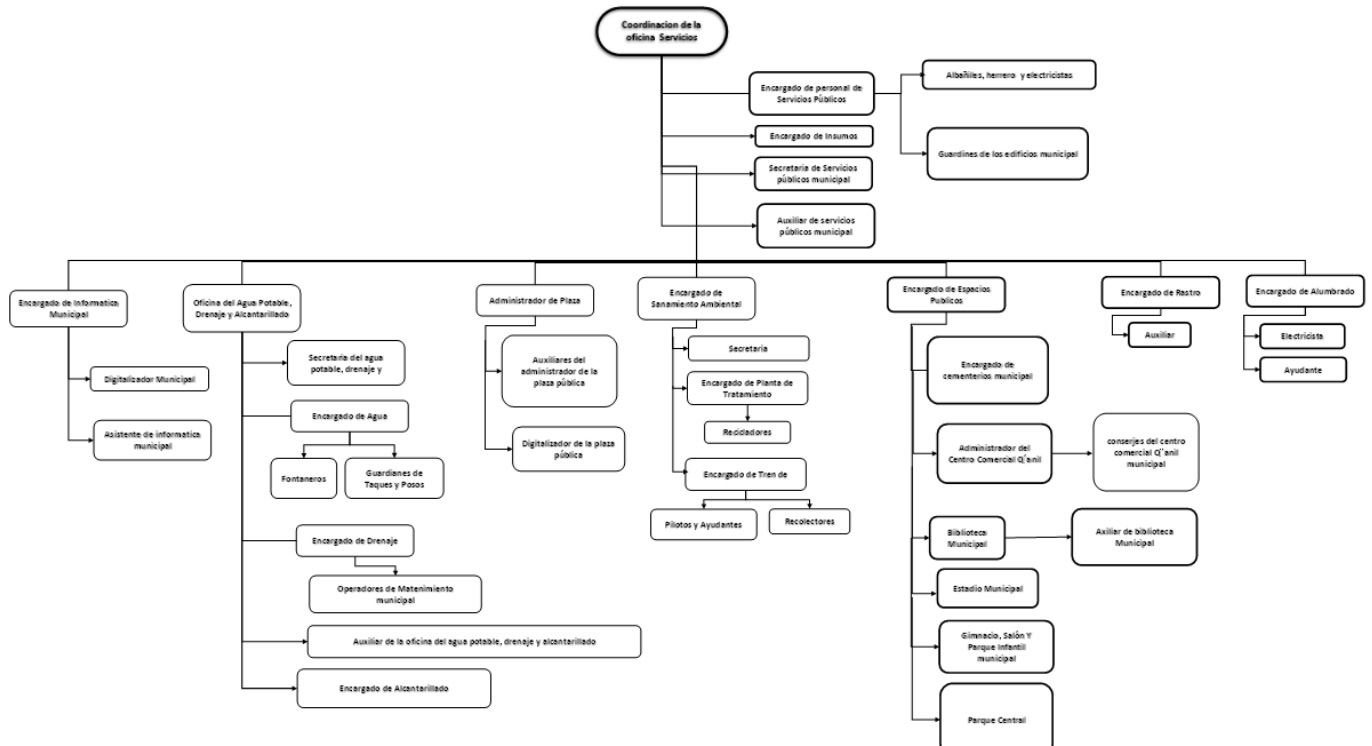 Coordinacion de la
oficina Servicios
Encargado de personal de
Servicios Públicos
Albañiles, herrero y electricistas
Guardines de los edificios municipal
Encargado de Insumos
Secretaria de Servicios
públicos municipal
Auxiliar de servicios
públicos municipal
Encargado de Informatica
Municipal
Digitalizador Municipal
Asistente de informatica
municipal
Oficina del Agua Potable,
Drenaje y Alcantarillado
Secretaria del agua
potable, drenaje y
Encargado de Agua
Fontaneros
Guardianes de
Taques y Posos
Encargado de Drenaje
Operadores de Matenimiento
municipal
Auxiliar de la oficina del agua potable, drenaje y alcantarillado
Encargado de Alcantarillado
Administrador de Plaza
Auxiliares del
administrador de la
plaza pública
Digitalizador de la plaza
pública
Encargado de
Sanamiento Ambiental
Secretaria
Encargado de Planta de
Tratamiento
Recicladores
Encargado de Tren de
Pilotos y Ayudantes
Recolectores
Encargado de Espacios
Publicos
Encargado de
cementerios municipal
Administrador del
Centro Comercial Q´anil
conserjes del centro
comercial Q´anil
municipal
Biblioteca
Municipal
Axiliar de biblioteca
Municipal
Estadio Municipal
Gimnacio, Salón Y
Parque Infantil
municipal
Parque Central
Encargado de Rastro
Auxiliar
Encargado de Alumbrado
Electricista
Ayudante